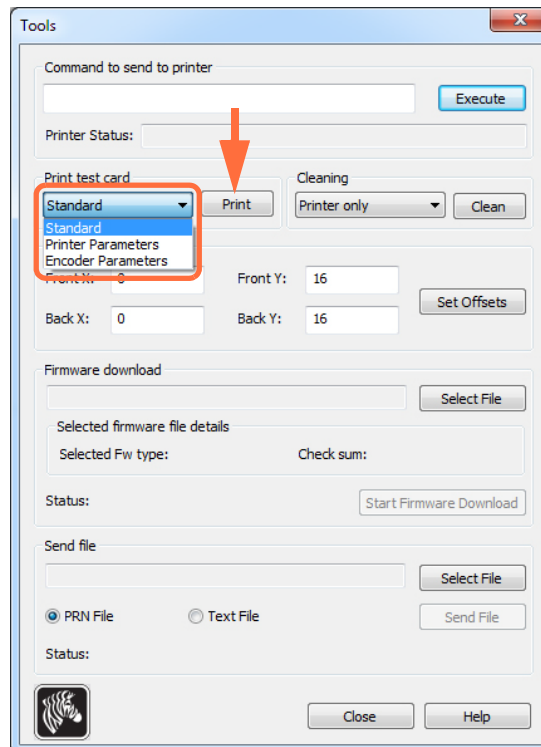 Tools
Command to send to printer
Execute
Printer Status:
Print test card
Cleaning
Standard
Print
Printer only
Clean
Standard
Printer Parameters
Encoder Parameters
Front X: 0
Front Y: 16
Set Offsets
Back X: 0
Back Y: 16
Firmware download
Select File
Selected firmware file details
Selected Fw type:
Check sum:
Status:
Start Firmware Download
Send file
Select File
PRN File
Text File
Send File
Status:
Close
Help